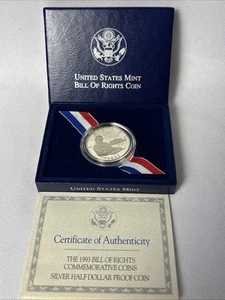 United States Mint
Bill Of Rights Coin
United States Mint
Certificate of Authenticity
THE 1993 BILL OF RIGHTS
COMMEMORATIVE COINS
SILVER HALF DOLLAR PROOF COIN